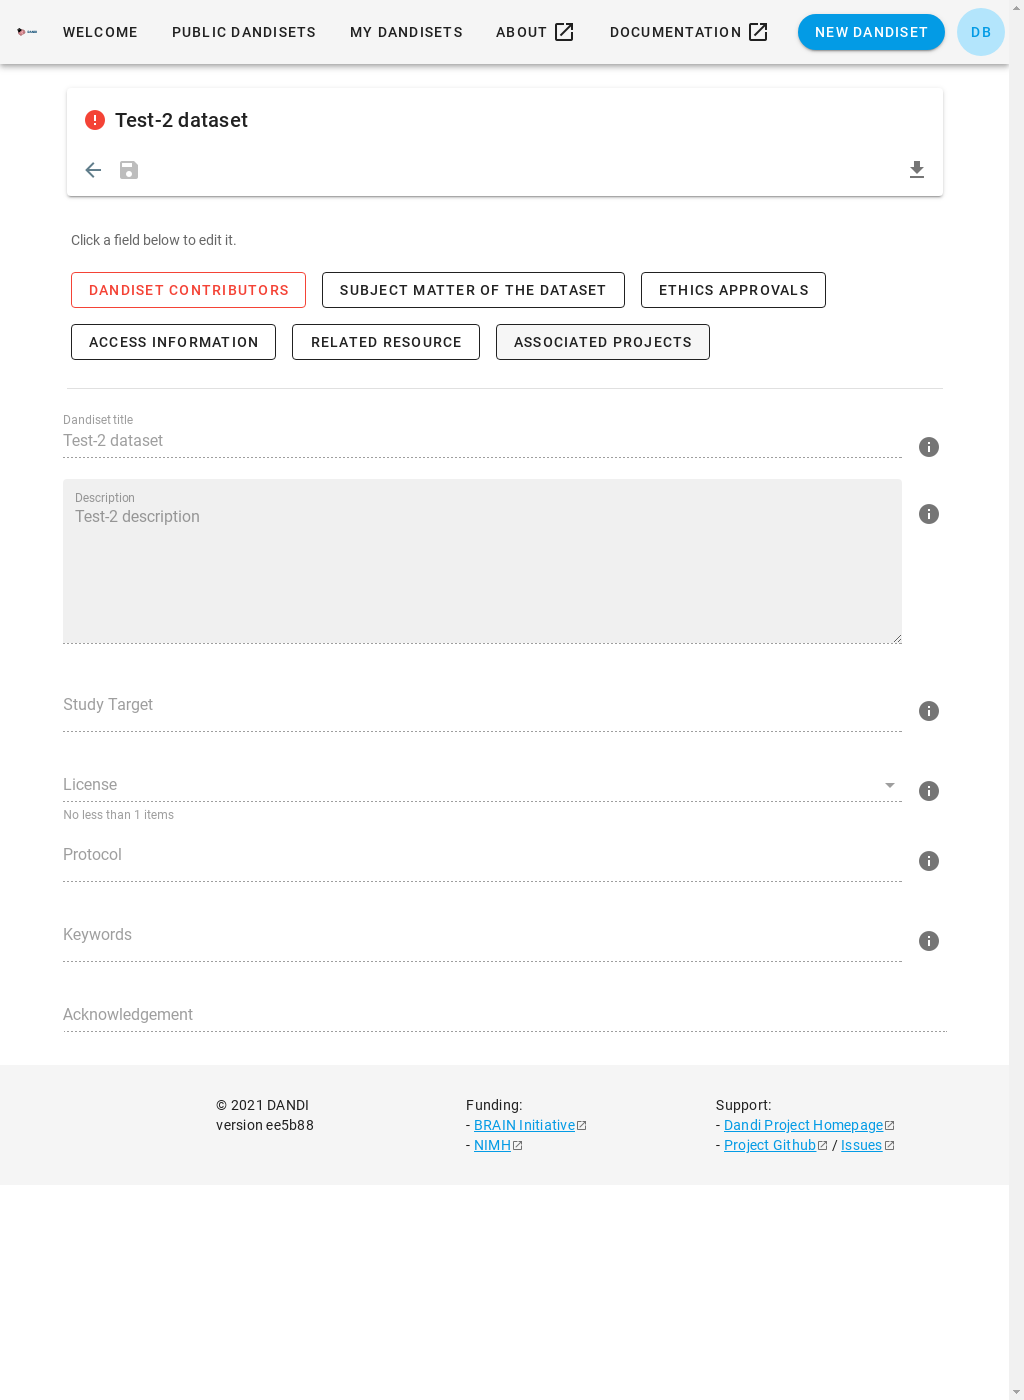 WELCOME PUBLIC DANDISETS MY DANDISETS ABOUT DOCUMENTATION NEW DANDISET DB
Test-2 dataset
Click a field below to edit it.
DANDISET CONTRIBUTORS SUBJECT MATTER OF THE DATASET ETHICS APPROVALS
ACCESS INFORMATION RELATED RESOURCE ASSOCIATED PROJECTS
Dandiset title
Test-2 dataset
Description
Test-2 description
Study Target
License
No less than 1 items
Protocol
Keywords
Acknowledgement
© 2021 DANDI
version ee5b88
Funding:
- BRAIN Initiative
- NIMH
Support:
- Dandi Project Homepage
- Project Github / Issues